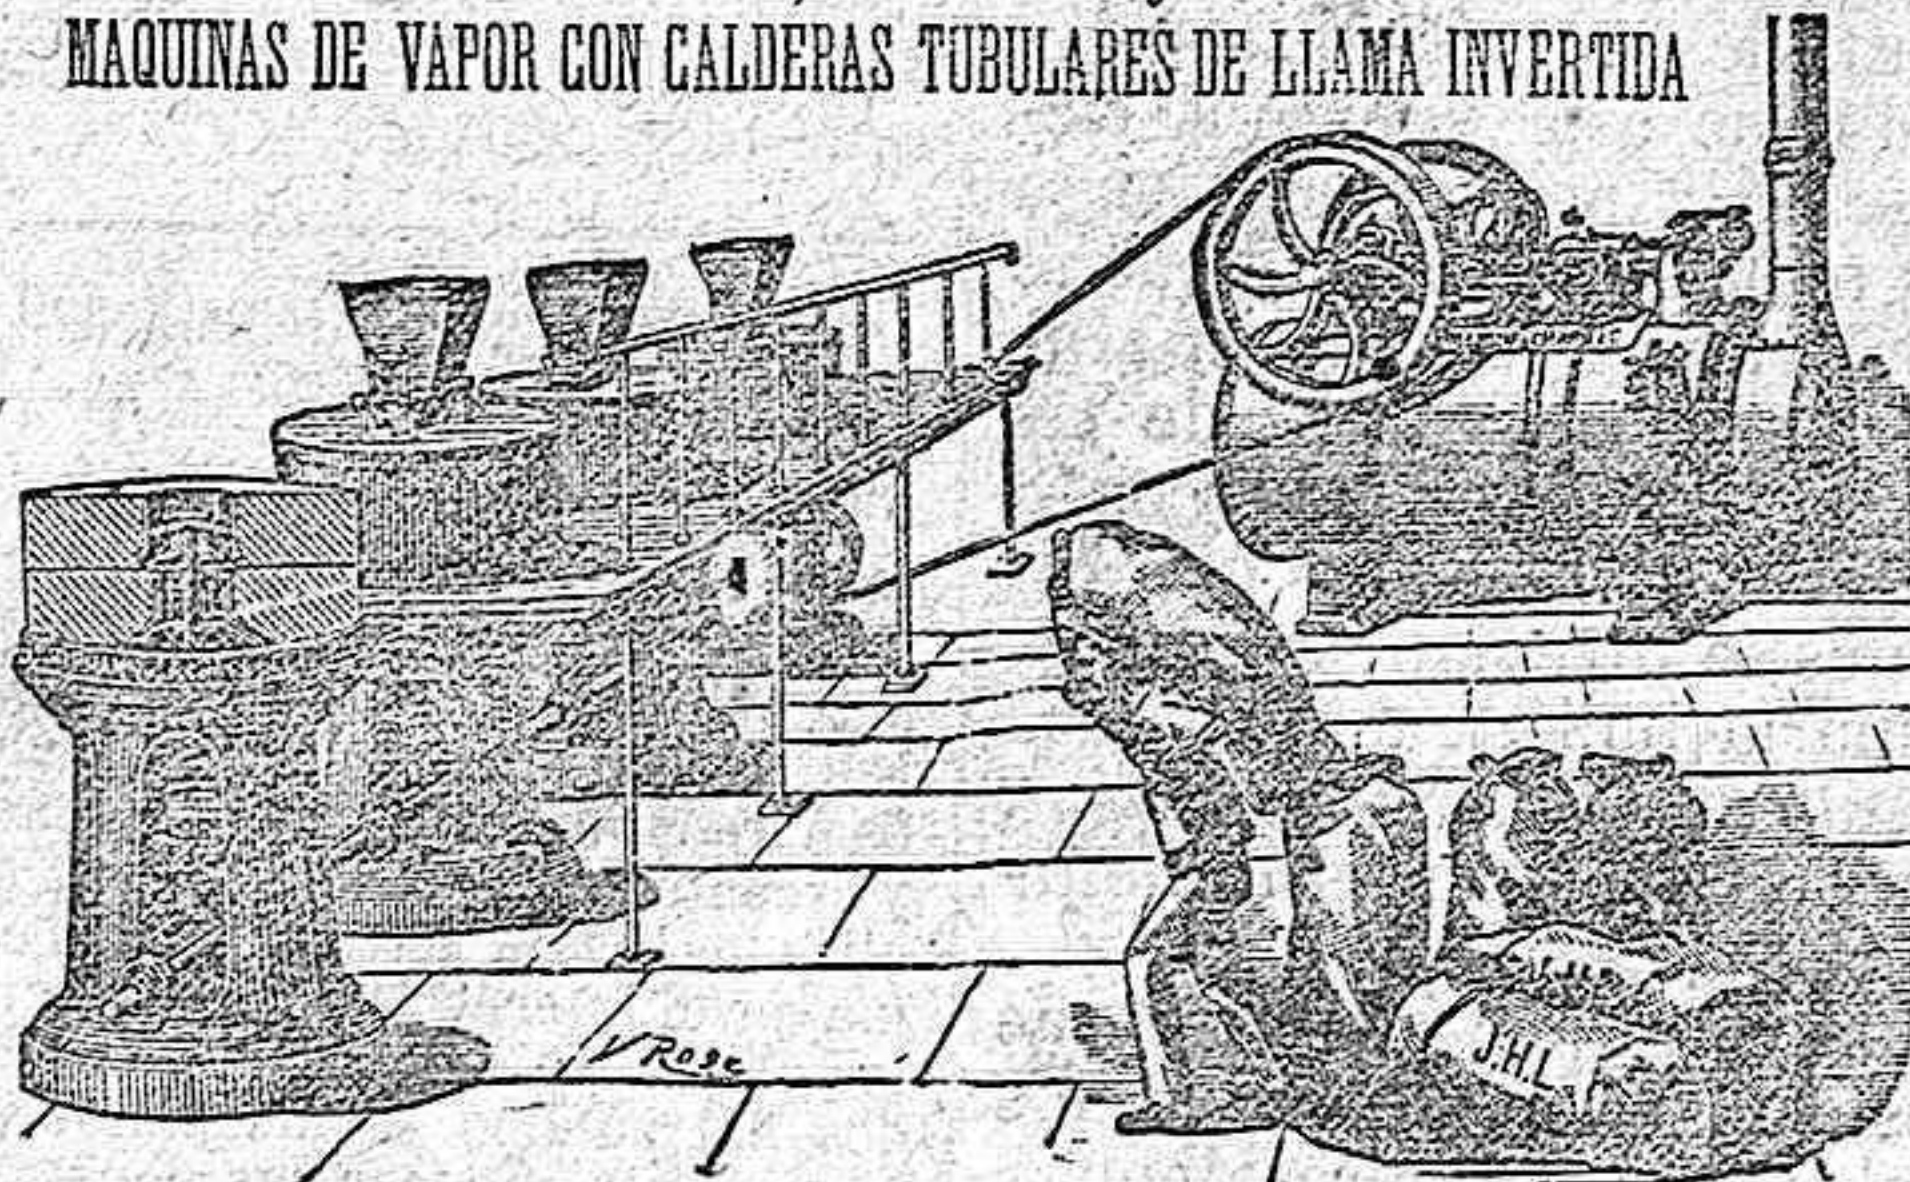 MAQUINAS DE VAPOR CON CALDERAS TUBULARES DE LLAMA INVERTIDA
A
V Rose
J.H.L